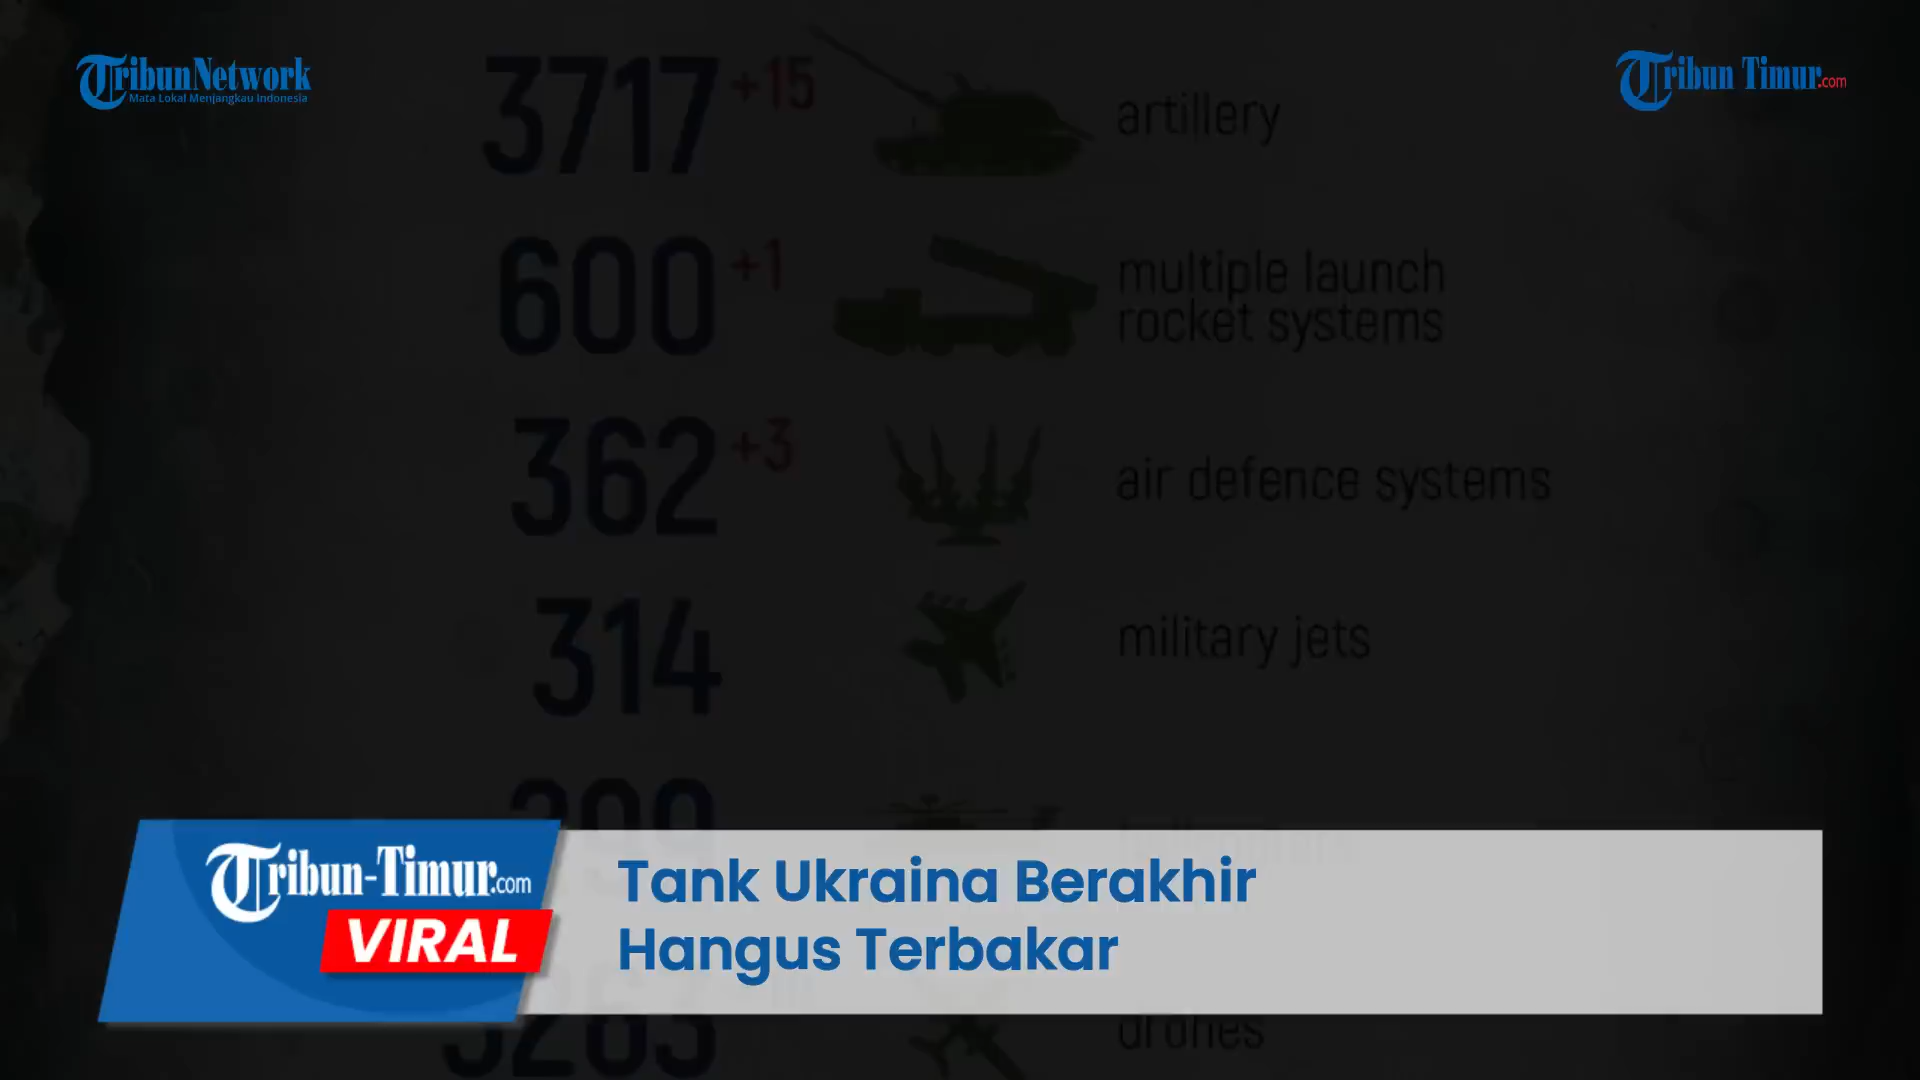 TribunNetwork
Mata Lokal Menjangkau Indonesia
Tribun Timur.com
3717 +15 artillery
600 +1 multiple launch
rocket systems
362 +3 air defence systems
314 military jets
Tribun-Timur.com
VIRAL
Tank Ukraina Berakhir
Hangus Terbakar
drones